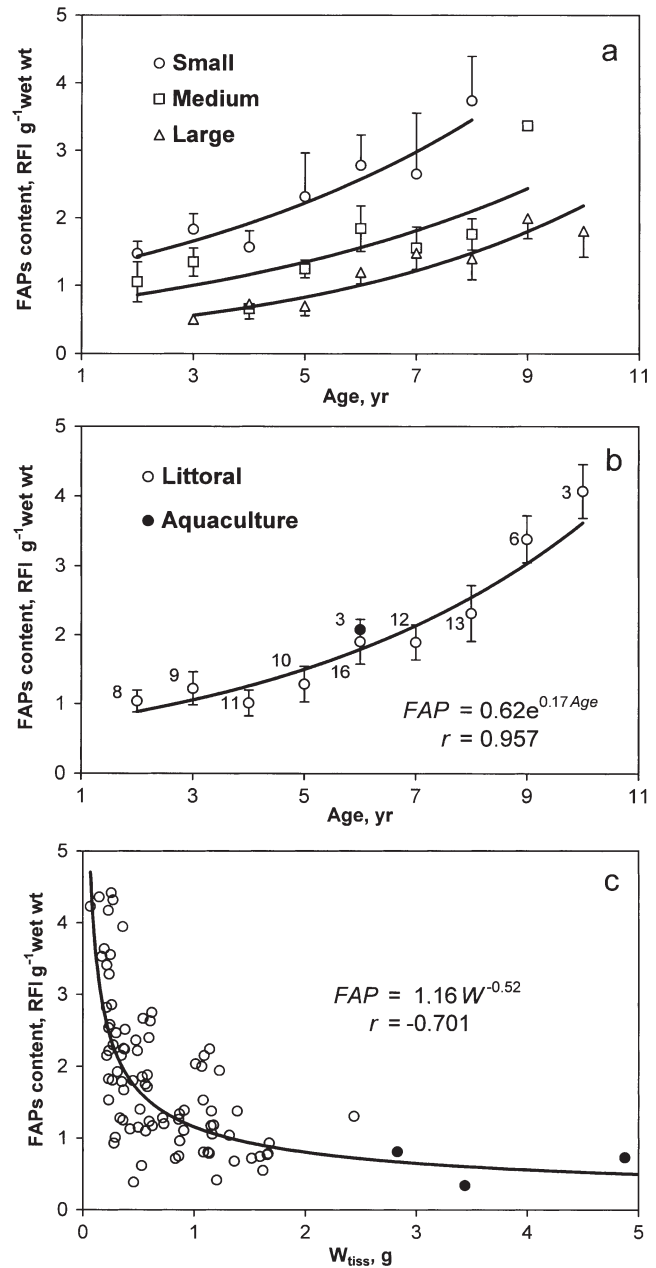 a
Small
Medium
Large
FAPs content, RFI g⁻¹wet wt
5
4
3
2
1
0
1 3 5 7 9 11
Age, yr
b
Littoral
Aquaculture
FAPs content, RFI g⁻¹wet wt
5
4
3
2
1
0
8
9
11
10
3
16
12
13
6
3
FAP = 0.62e^0.17 Age
r = 0.957
1 3 5 7 9 11
Age, yr
c
FAPs content, RFI g⁻¹wet wt
5
4
3
2
1
0
FAP = 1.16 W^-0.52
r = -0.701
0 1 2 3 4 5
W_tiss, g